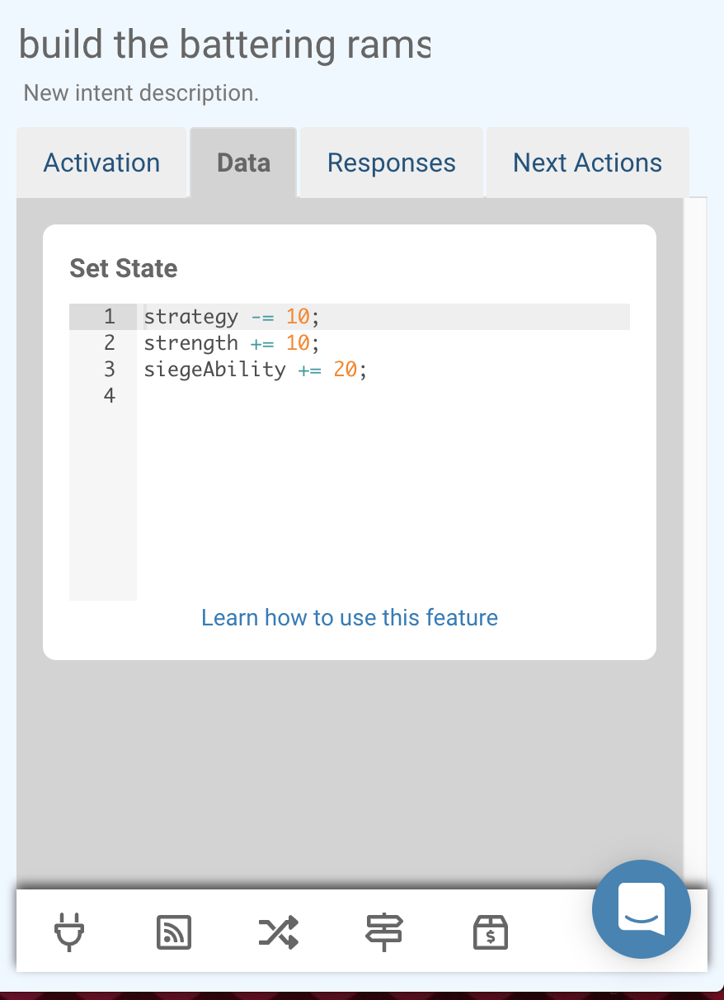 build the battering rams
New intent description.
Activation Data Responses Next Actions
Set State
1 strategy -= 10;
2 strength += 10;
3 siegeAbility += 20;
4
Learn how to use this feature
$